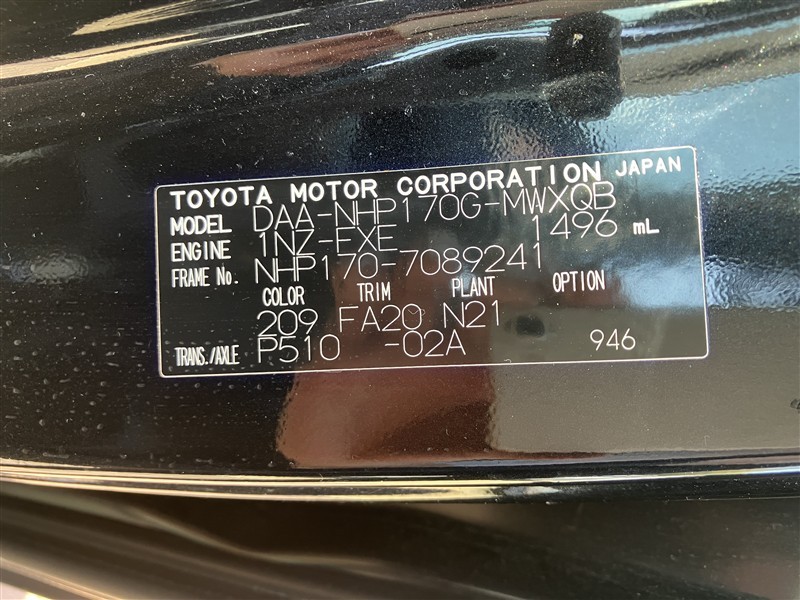 TOYOTA MOTOR CORPORATION JAPAN
MODEL DAA-NHP170G-MWXQB
ENGINE 1NZ-FXE 1496 mL
FRAME No. NHP170-7089241
COLOR TRIM PLANT OPTION
209 FA20 N21
TRANS./AXLE P510 -02A 946